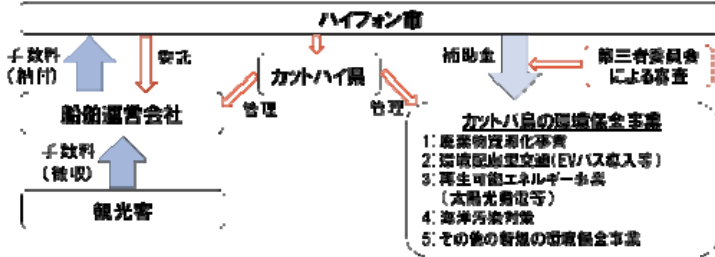 ハイフォン市
手数料
(納付)
委託
カットハイ県
補助金
第三者委員会
による審査
船舶運営会社
管理
管理
手数料
(徴収)
観光客
カットバ島の環境保全事業
1: 廃棄物資源化事業
2: 環境配慮型交通(EVバス導入等)
3: 再生可能エネルギー事業
(太陽光発電等)
4: 海洋汚染対策
5: その他の新規の環境保全事業